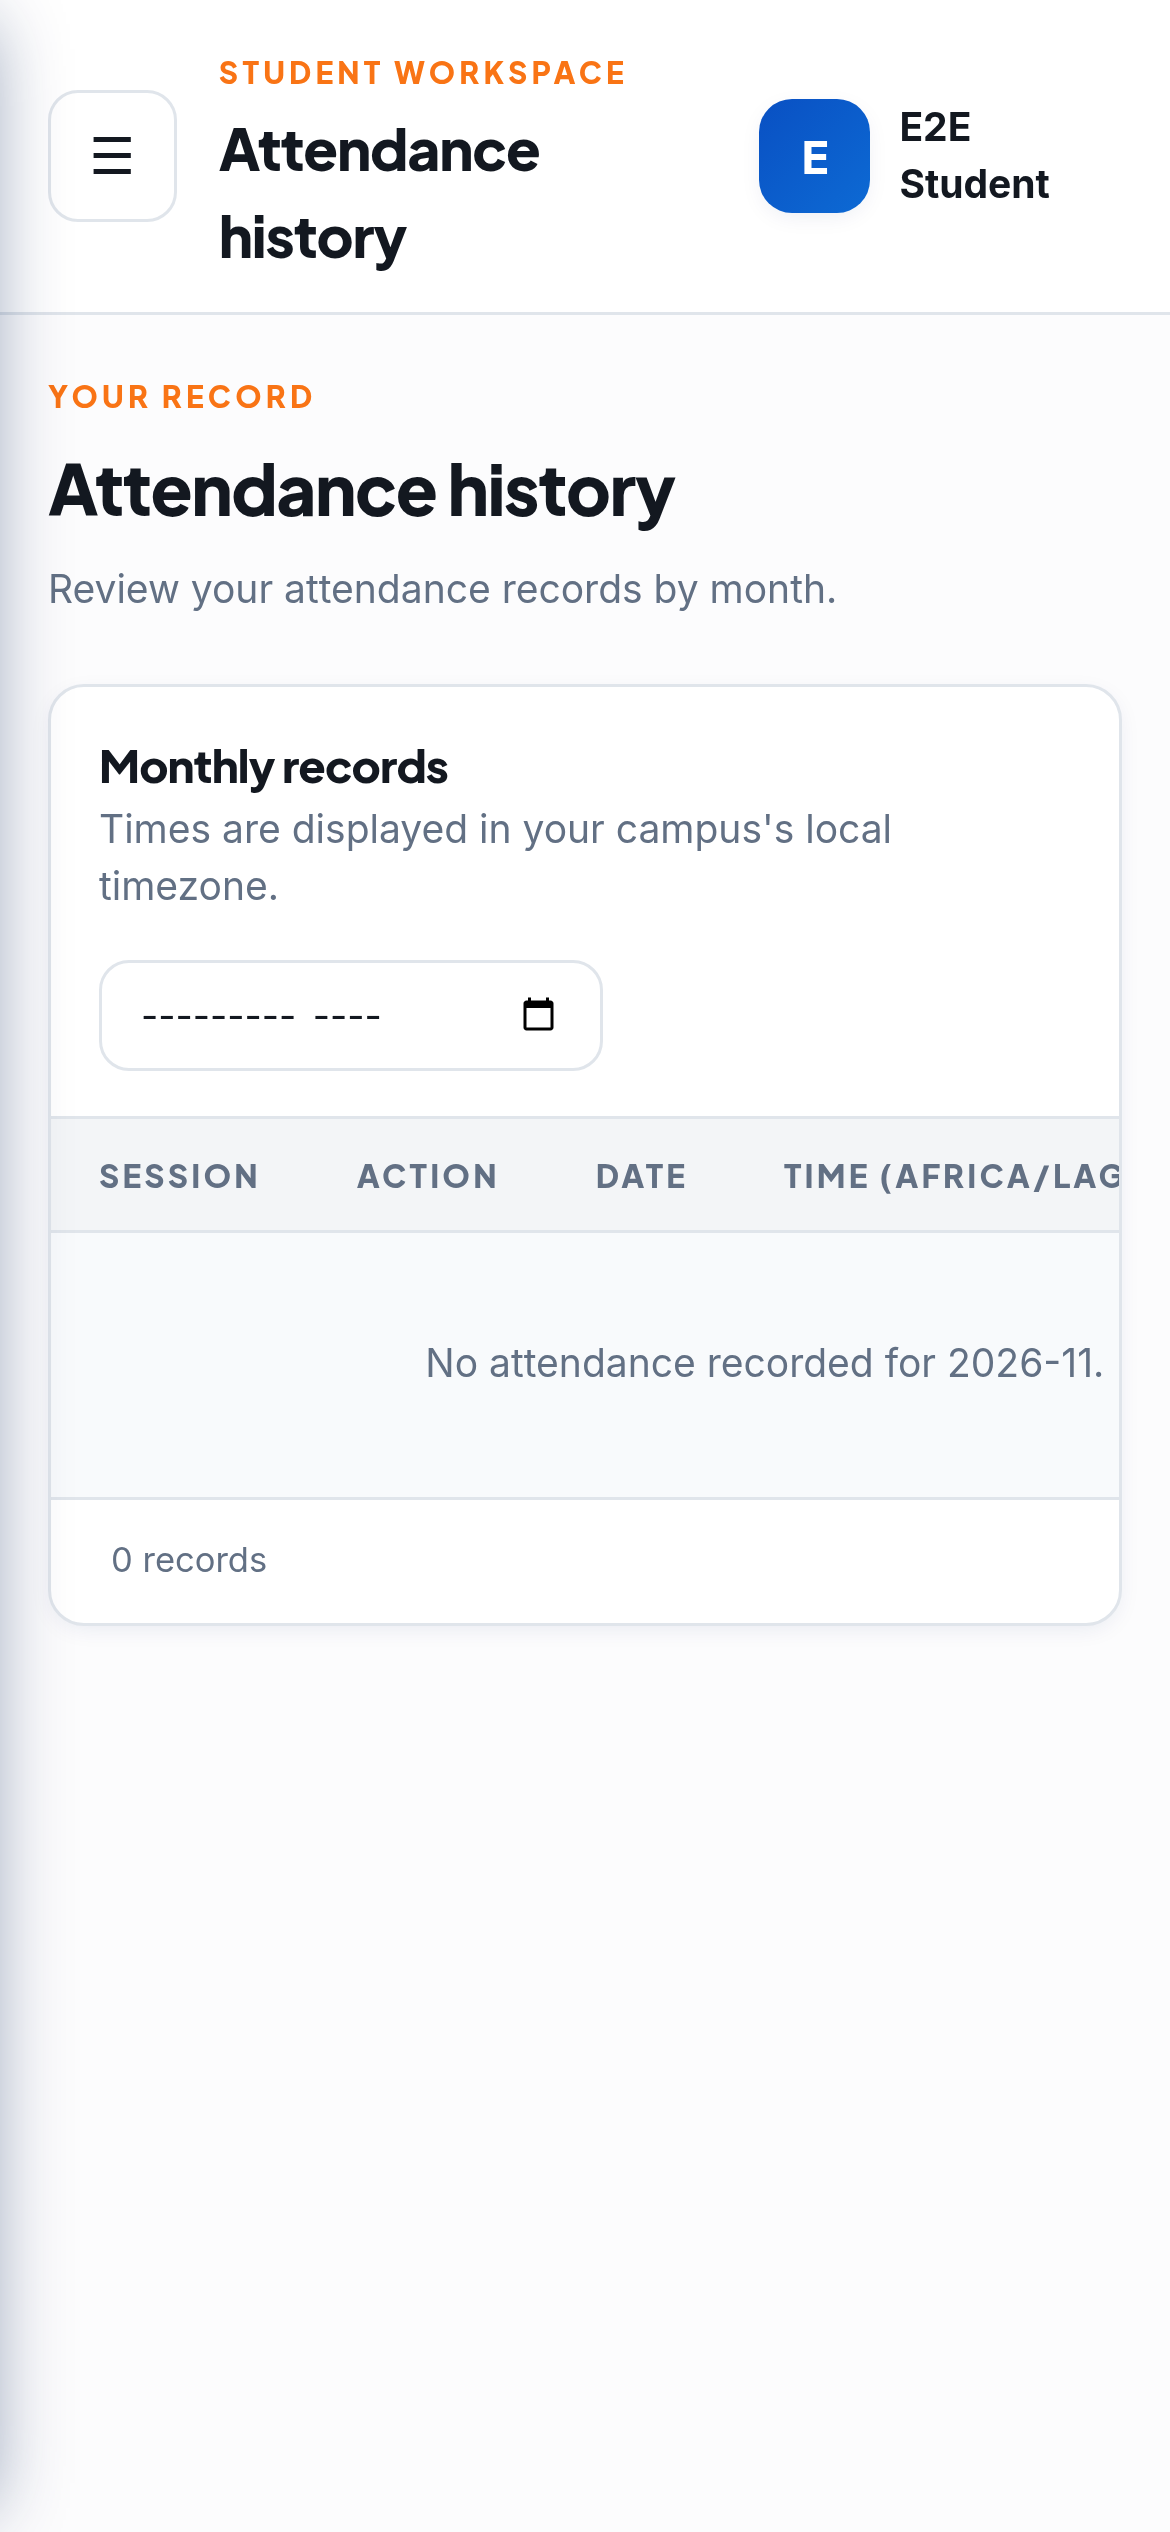 STUDENT WORKSPACE
Attendance
history
E
E2E
Student
YOUR RECORD
Attendance history
Review your attendance records by month.
Monthly records
Times are displayed in your campus's local
timezone.
--------- ----
SESSION ACTION DATE TIME (AFRICA/LAG
No attendance recorded for 2026-11.
0 records